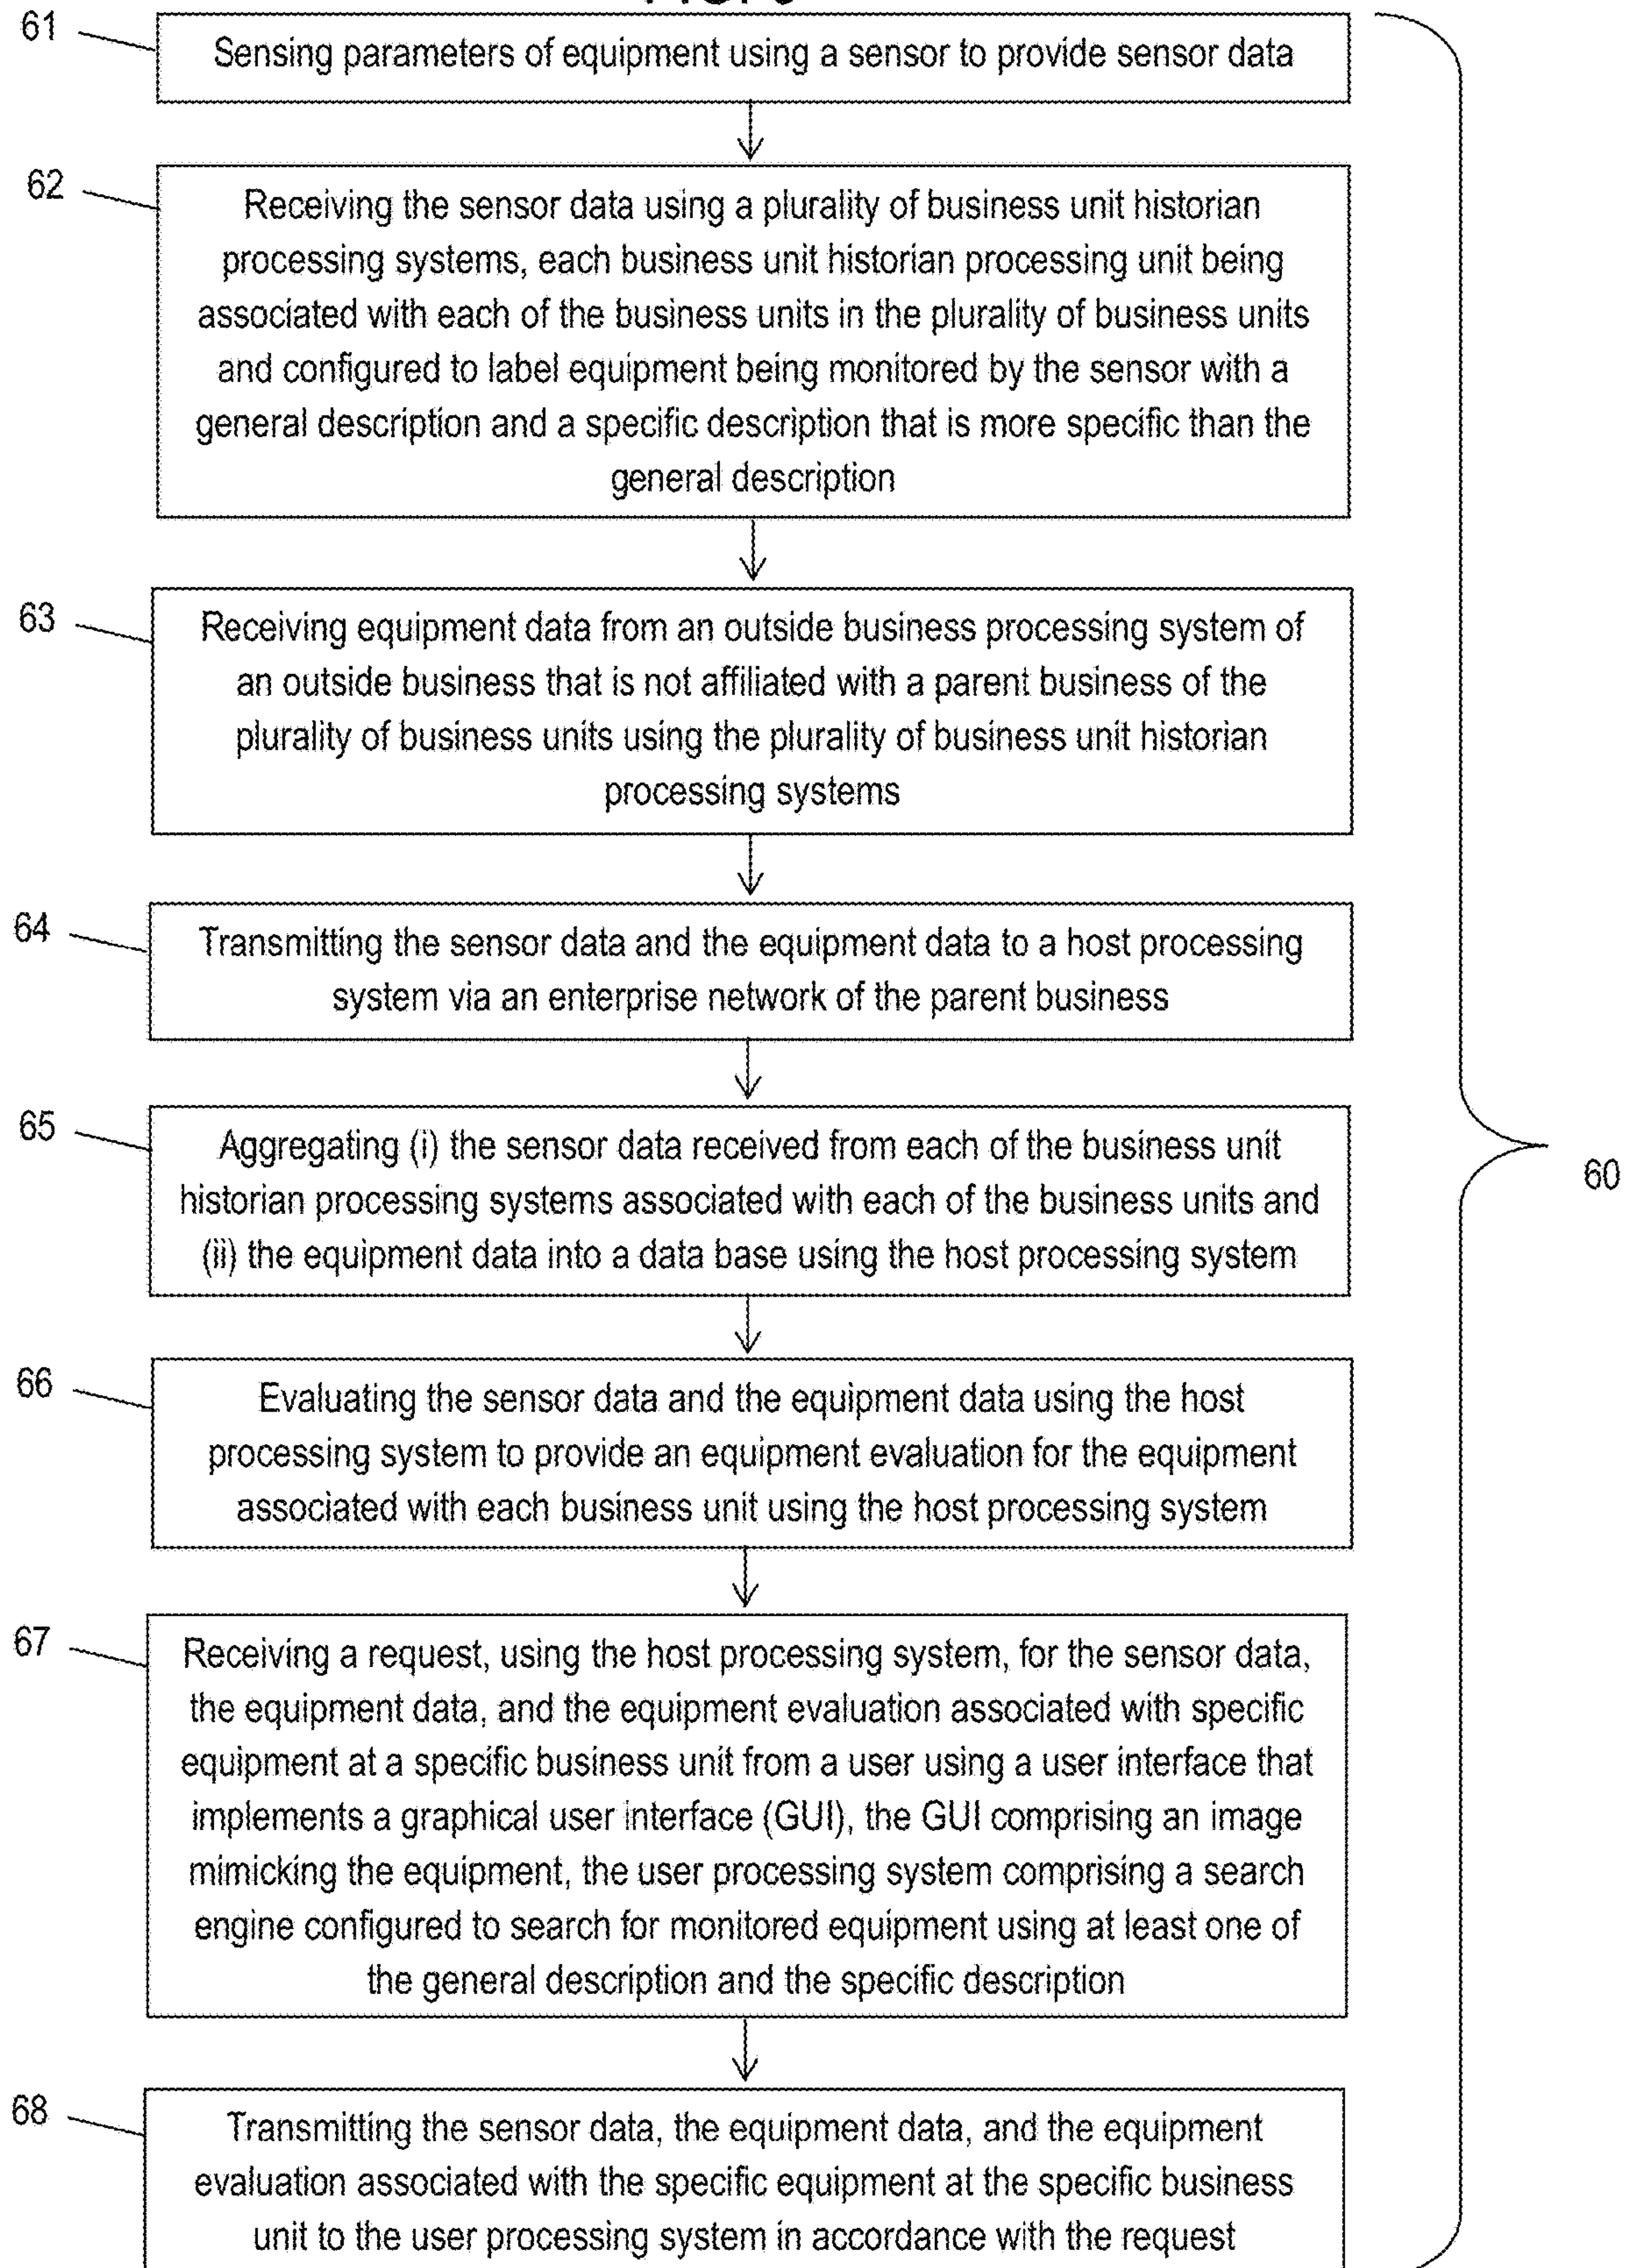 61
Sensing parameters of equipment using a sensor to provide sensor data
62
Receiving the sensor data using a plurality of business unit historian
processing systems, each business unit historian processing unit being
associated with each of the business units in the plurality of business units
and configured to label equipment being monitored by the sensor with a
general description and a specific description that is more specific than the
general description
63
Receiving equipment data from an outside business processing system of
an outside business that is not affiliated with a parent business of the
plurality of business units using the plurality of business unit historian
processing systems
64
Transmitting the sensor data and the equipment data to a host processing
system via an enterprise network of the parent business
65
Aggregating (i) the sensor data received from each of the business unit
historian processing systems associated with each of the business units and
(ii) the equipment data into a data base using the host processing system
60
66
Evaluating the sensor data and the equipment data using the host
processing system to provide an equipment evaluation for the equipment
associated with each business unit using the host processing system
67
Receiving a request, using the host processing system, for the sensor data,
the equipment data, and the equipment evaluation associated with specific
equipment at a specific business unit from a user using a user interface that
implements a graphical user interface (GUI), the GUI comprising an image
mimicking the equipment, the user processing system comprising a search
engine configured to search for monitored equipment using at least one of
the general description and the specific description
68
Transmitting the sensor data, the equipment data, and the equipment
evaluation associated with the specific equipment at the specific business
unit to the user processing system in accordance with the request